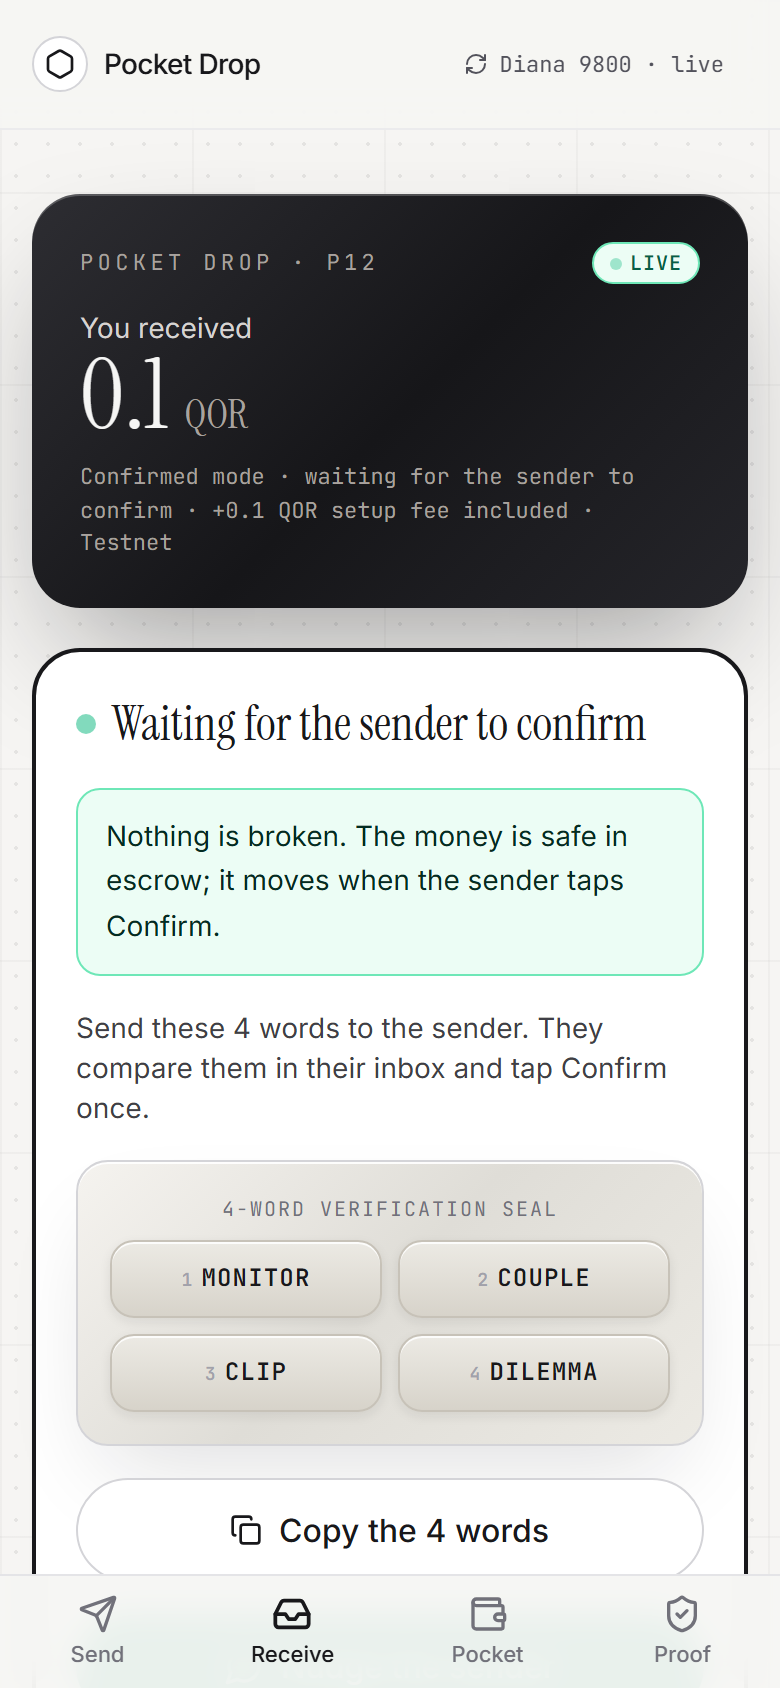 Pocket Drop
Diana 9800 · live
POCKET DROP · P12
LIVE
You received
0.1 QOR
Confirmed mode · waiting for the sender to
confirm · +0.1 QOR setup fee included ·
Testnet
Waiting for the sender to confirm
Nothing is broken. The money is safe in
escrow; it moves when the sender taps
Confirm.
Send these 4 words to the sender. They
compare them in their inbox and tap Confirm
once.
4-WORD VERIFICATION SEAL
1 MONITOR
2 COUPLE
3 CLIP
4 DILEMMA
Copy the 4 words
Send
Receive
Pocket
Proof